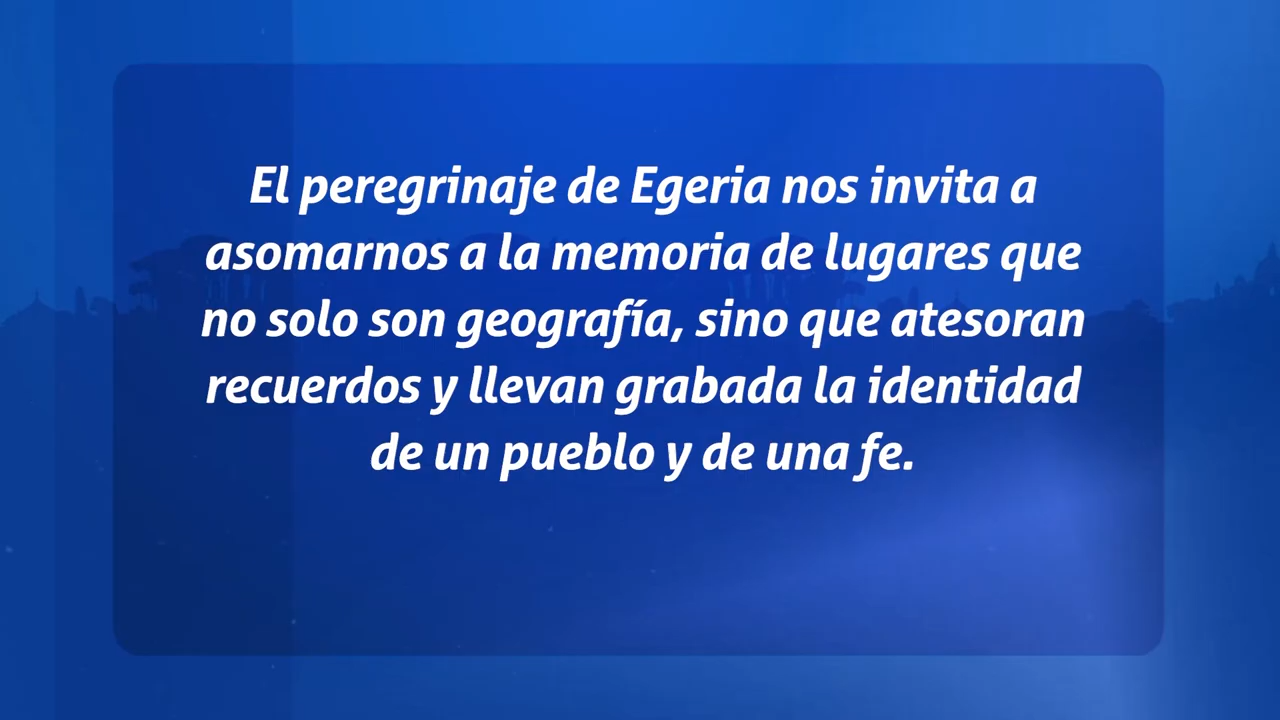 El peregrinaje de Egeria nos invita a
asomarnos a la memoria de lugares que
no solo son geografía, sino que atesoran
recuerdos y llevan grabada la identidad
de un pueblo y de una fe.